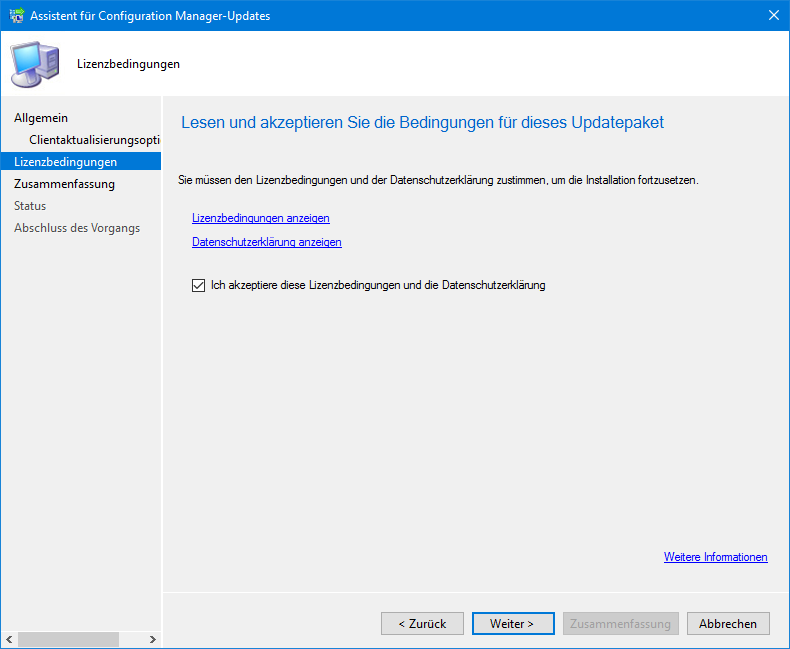 Assistent für Configuration Manager-Updates
Lizenzbedingungen
Allgemein
Clientaktualisierungsopti
Lizenzbedingungen
Zusammenfassung
Status
Abschluss des Vorgangs
Lesen und akzeptieren Sie die Bedingungen für dieses Updatepaket
Sie müssen den Lizenzbedingungen und der Datenschutzerklärung zustimmen, um die Installation fortzusetzen.
Lizenzbedingungen anzeigen
Datenschutzerklärung anzeigen
Ich akzeptiere diese Lizenzbedingungen und die Datenschutzerklärung
Weitere Informationen
< Zurück
Weiter >
Zusammenfassung
Abbrechen